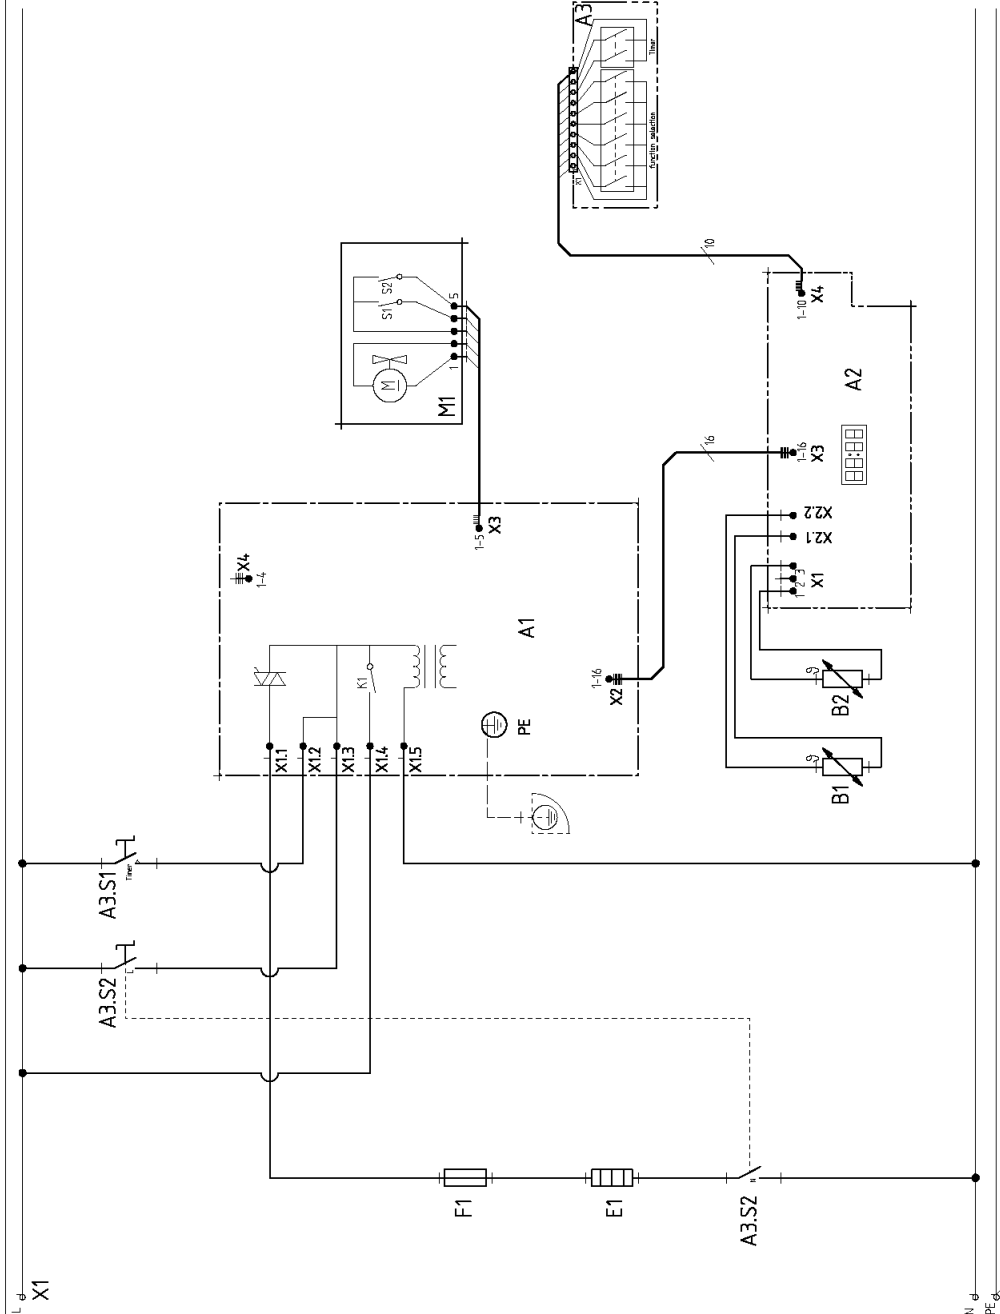 L
X1
A3.S2
A3.S1
Timer
F1
E1
A3.S2
N
PE
X1.1
X1.2
X1.3
X1.4
X1.5
K1
PE
A1
X4
1-4
1-5
X3
1-16
X2
M1
M
1
5
S1
S2
A3
X1
Timer
function selection
10
16
B1
ϑ
B2
ϑ
A2
X1
1
2
3
X2.1
X2.2
1-16
X3
1-10
X4